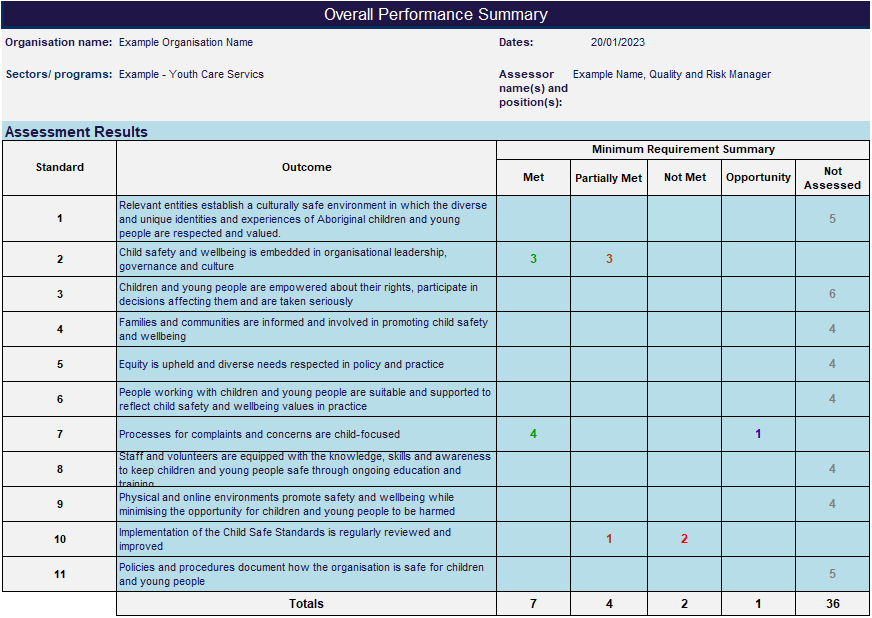 Overall Performance Summary
Organisation name: Example Organisation Name Dates: 20/01/2023
Sectors/ programs: Example - Youth Care Servics Assessor name(s) and position(s): Example Name, Quality and Risk Manager
Assessment Results
Standard Outcome Minimum Requirement Summary
Met Partially Met Not Met Opportunity Not Assessed
1 Relevant entities establish a culturally safe environment in which the diverse
and unique identities and experiences of Aboriginal children and young
people are respected and valued. 5
2 Child safety and wellbeing is embedded in organisational leadership,
governance and culture 3 3
3 Children and young people are empowered about their rights, participate in
decisions affecting them and are taken seriously 6
4 Families and communities are informed and involved in promoting child safety
and wellbeing 4
5 Equity is upheld and diverse needs respected in policy and practice 4
6 People working with children and young people are suitable and supported to
reflect child safety and wellbeing values in practice 4
7 Processes for complaints and concerns are child-focused 4 1
8 Staff and volunteers are equipped with the knowledge, skills and awareness
to keep children and young people safe through ongoing education and
training 4
9 Physical and online environments promote safety and wellbeing while
minimising the opportunity for children and young people to be harmed 4
10 Implementation of the Child Safe Standards is regularly reviewed and
improved 1 2
11 Policies and procedures document how the organisation is safe for children
and young people 5
Totals 7 4 2 1 36